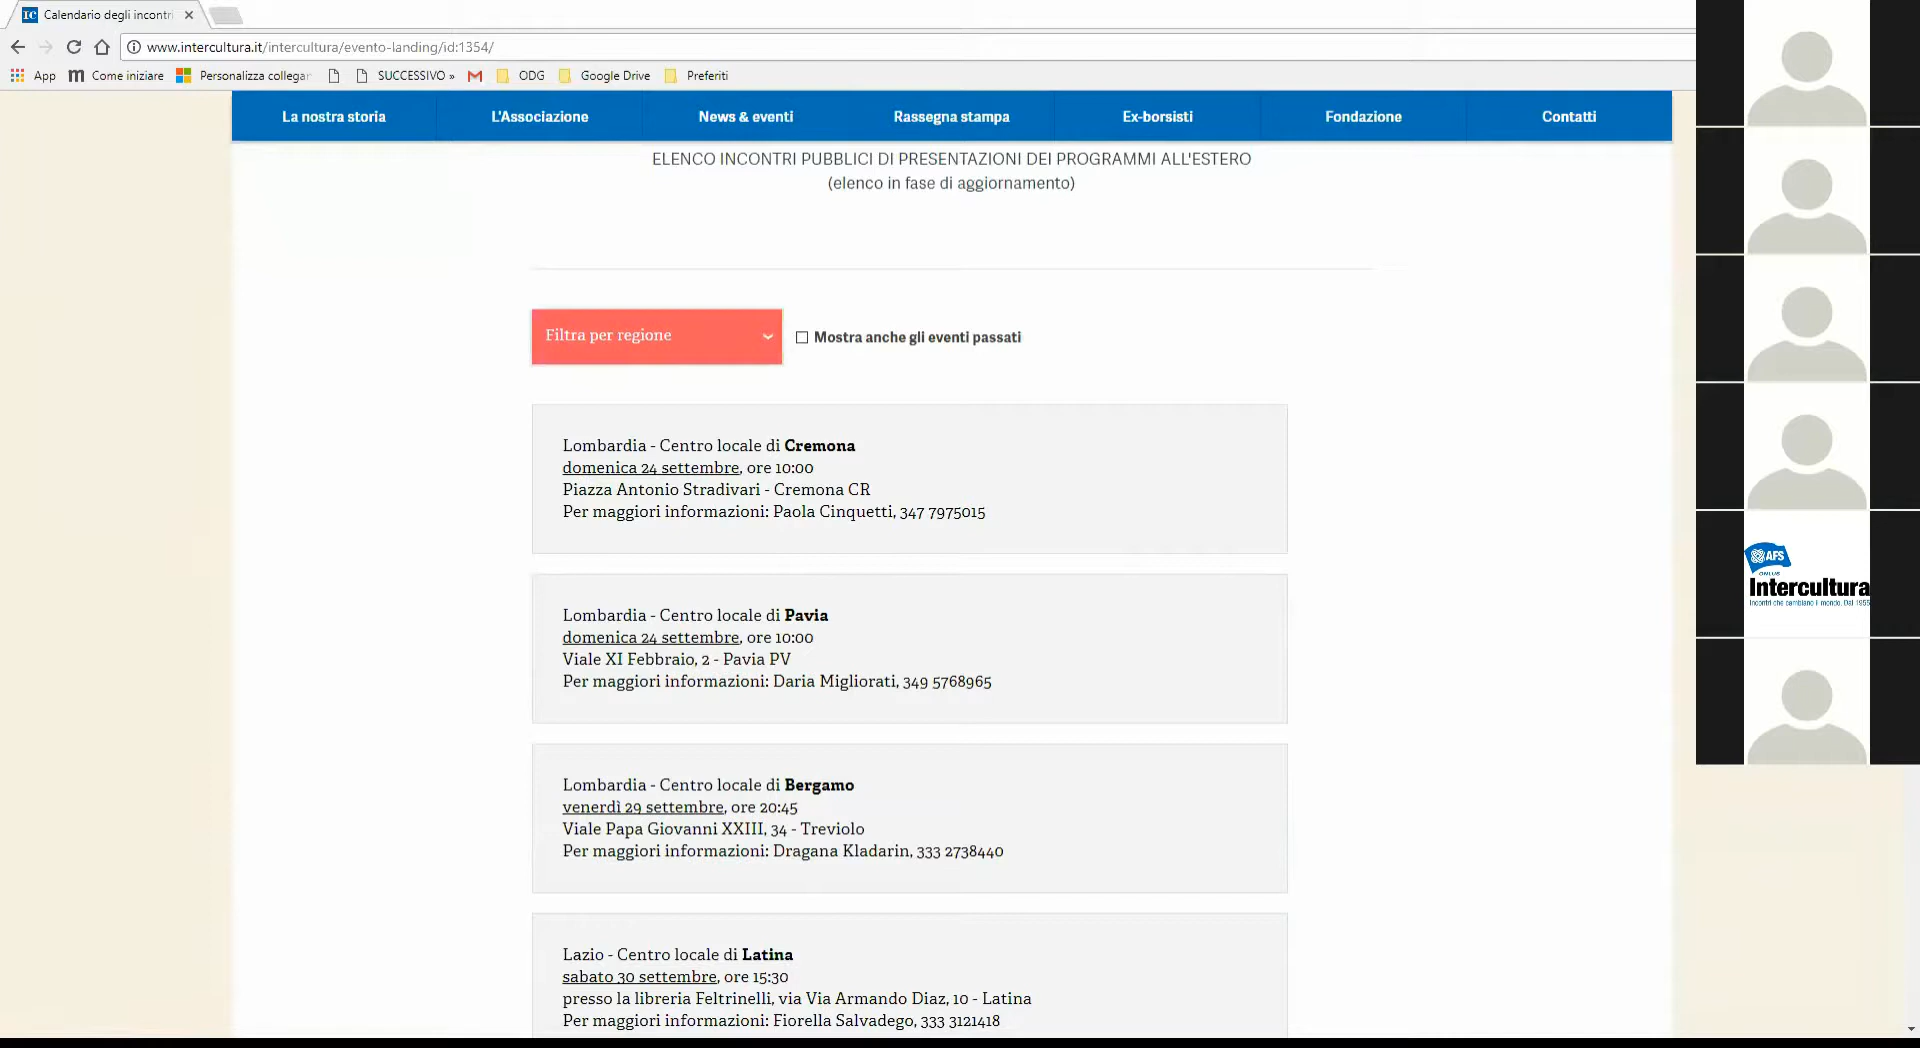 Calendario degli incontri
www.intercultura.it/intercultura/evento-landing/id:1354/
App
Come iniziare
Personalizza collegar
SUCCESSIVO »
ODG
Google Drive
Preferiti
La nostra storia
L'Associazione
News & eventi
Rassegna stampa
Ex-borsisti
Fondazione
Contatti
ELENCO INCONTRI PUBBLICI DI PRESENTAZIONI DEI PROGRAMMI ALL'ESTERO
(elenco in fase di aggiornamento)
Filtra per regione
Mostra anche gli eventi passati
Lombardia - Centro locale di Cremona
domenica 24 settembre, ore 10:00
Piazza Antonio Stradivari - Cremona CR
Per maggiori informazioni: Paola Cinquetti, 347 7975015
Lombardia - Centro locale di Pavia
domenica 24 settembre, ore 10:00
Viale XI Febbraio, 2 - Pavia PV
Per maggiori informazioni: Daria Migliorati, 349 5768965
Lombardia - Centro locale di Bergamo
venerdì 29 settembre, ore 20:45
Viale Papa Giovanni XXIII, 34 - Treviolo
Per maggiori informazioni: Dragana Kladarin, 333 2738440
Lazio - Centro locale di Latina
sabato 30 settembre, ore 15:30
presso la libreria Feltrinelli, via Via Armando Diaz, 10 - Latina
Per maggiori informazioni: Fiorella Salvadego, 333 3121418
AFS
ONLUS
Intercultura
Incontri che cambiano il mondo. Dal 1955